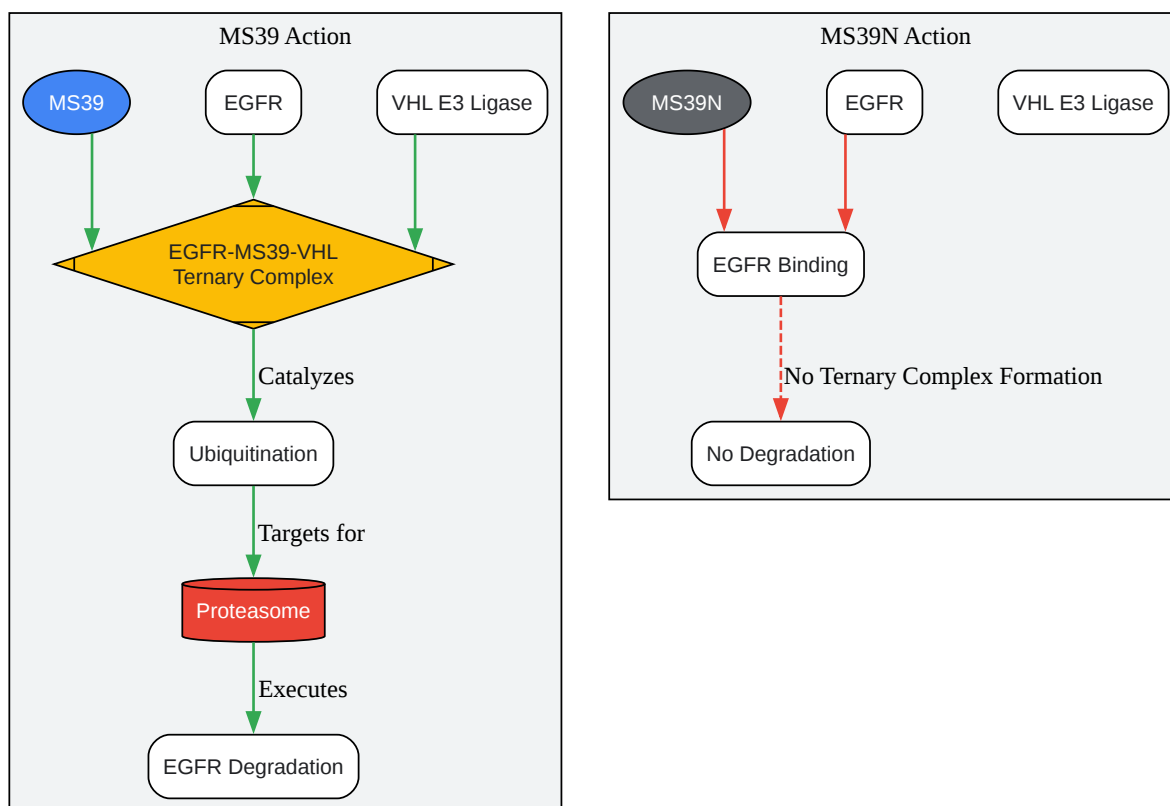 MS39 Action
MS39
EGFR
VHL E3 Ligase
EGFR-MS39-VHL
Ternary Complex
Catalyzes
Ubiquitination
Targets for
Proteasome
Executes
EGFR Degradation
MS39N Action
MS39N
EGFR
VHL E3 Ligase
EGFR Binding
No Ternary Complex Formation
No Degradation